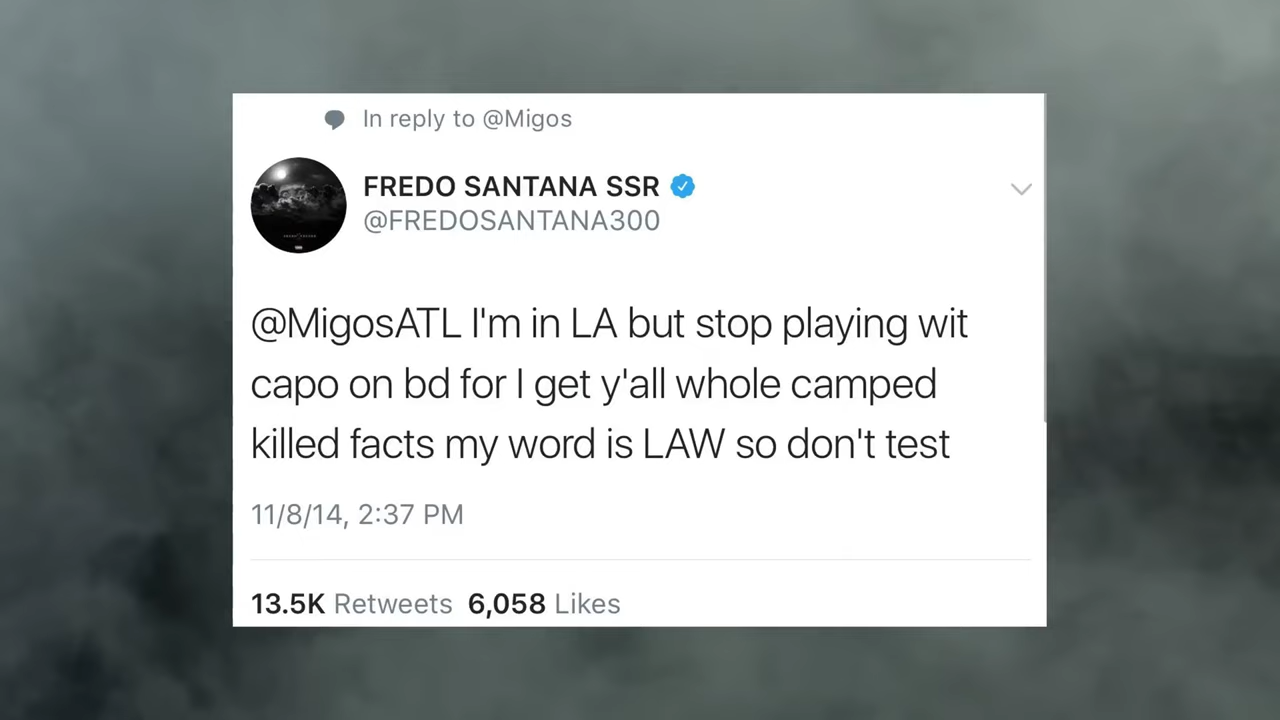 In reply to @Migos
FREDO SANTANA SSR
@FREDOSANTANA300
@MigosATL I'm in LA but stop playing wit
capo on bd for I get y'all whole camped
killed facts my word is LAW so don't test
11/8/14, 2:37 PM
13.5K Retweets 6,058 Likes